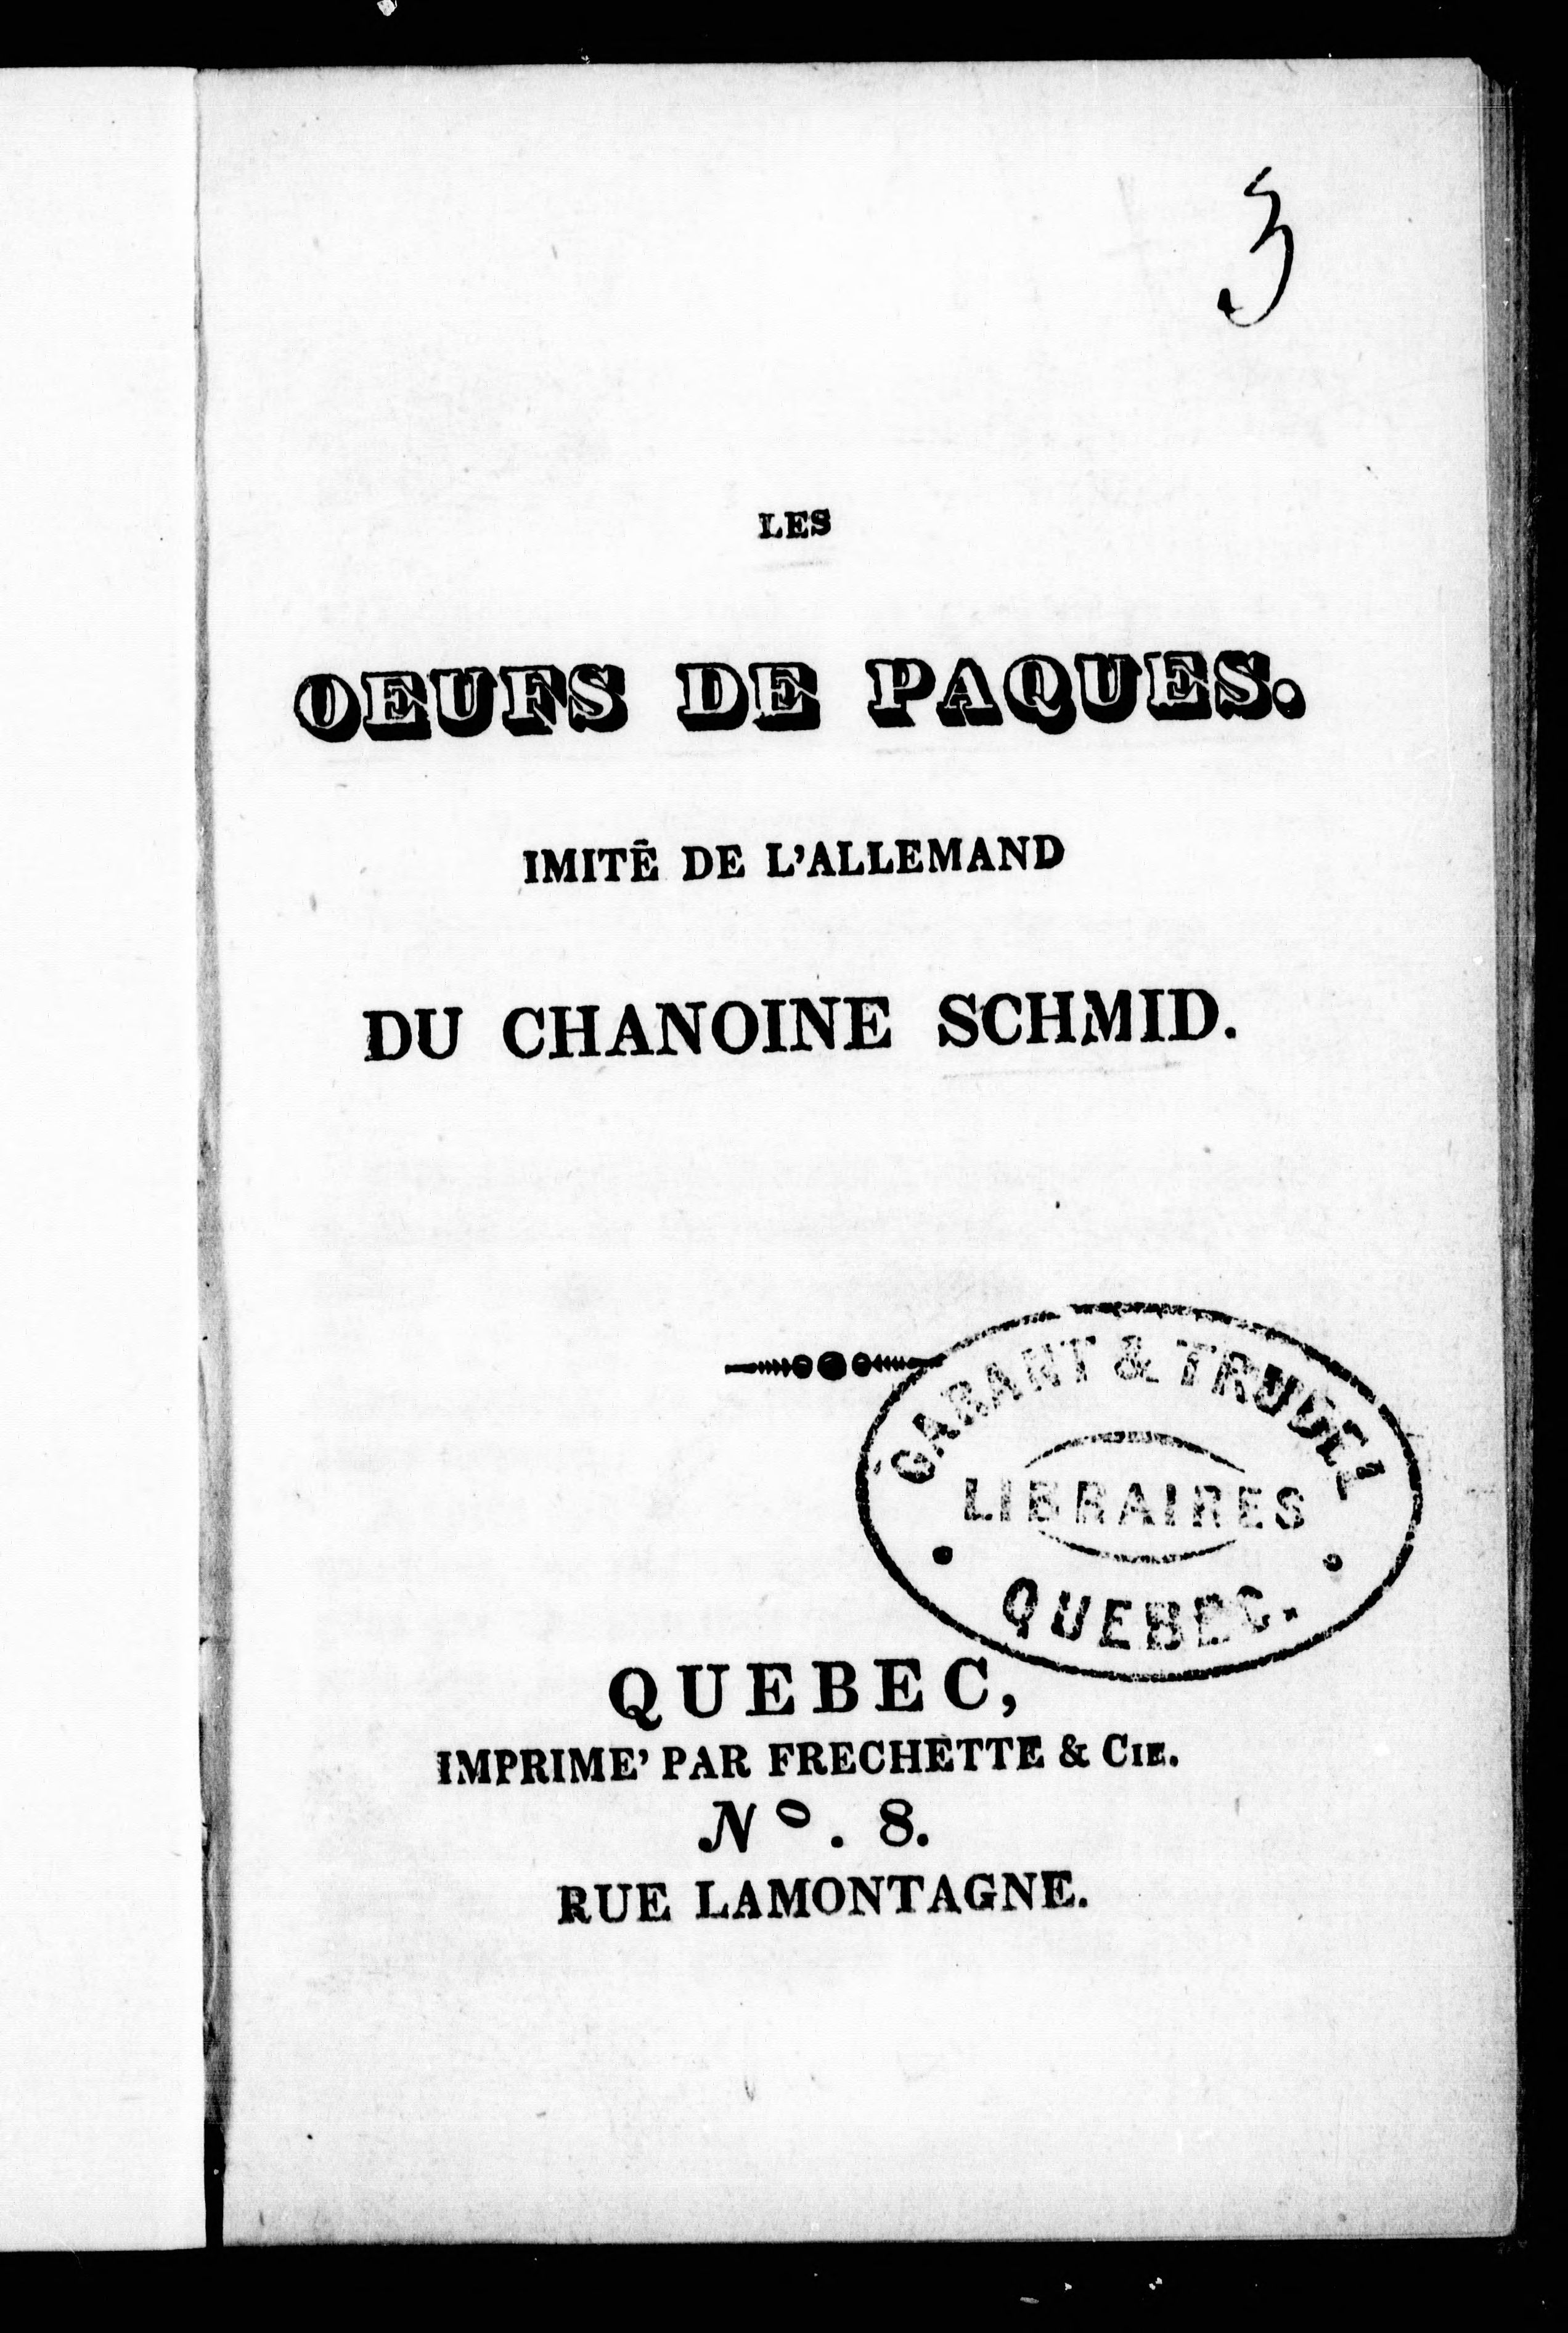 3
LES
OEUFS DE PAQUES.
IMITÉ DE L'ALLEMAND
DU CHANOINE SCHMID.
GARANT & TRUDEL
LIBRAIRES
QUEBEC.
QUEBEC,
IMPRIME' PAR FRECHETTE & CIE.
No. 8.
RUE LAMONTAGNE.